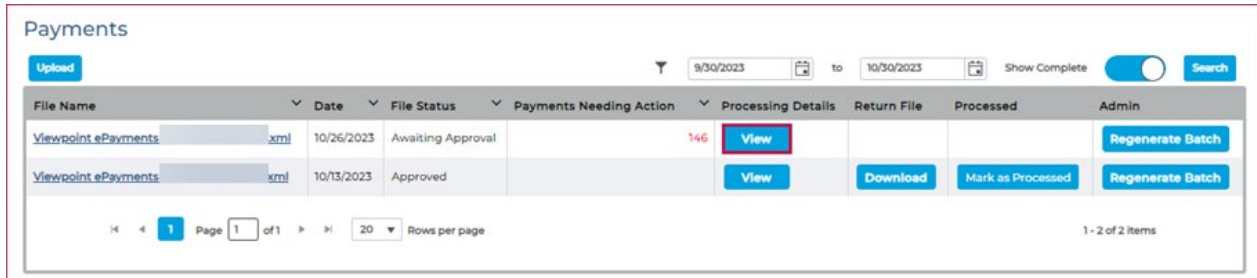 Payments
Upload 9/30/2023 to 10/30/2023 Show Complete Search
File Name Date File Status Payments Needing Action Processing Details Return File Processed Admin
Viewpoint ePayments xml 10/26/2023 Awaiting Approval 146 View Regenerate Batch
Viewpoint ePayments xml 10/13/2023 Approved View Download Mark as Processed Regenerate Batch
1 Page 1 of 1 20 Rows per page 1 - 2 of 2 items